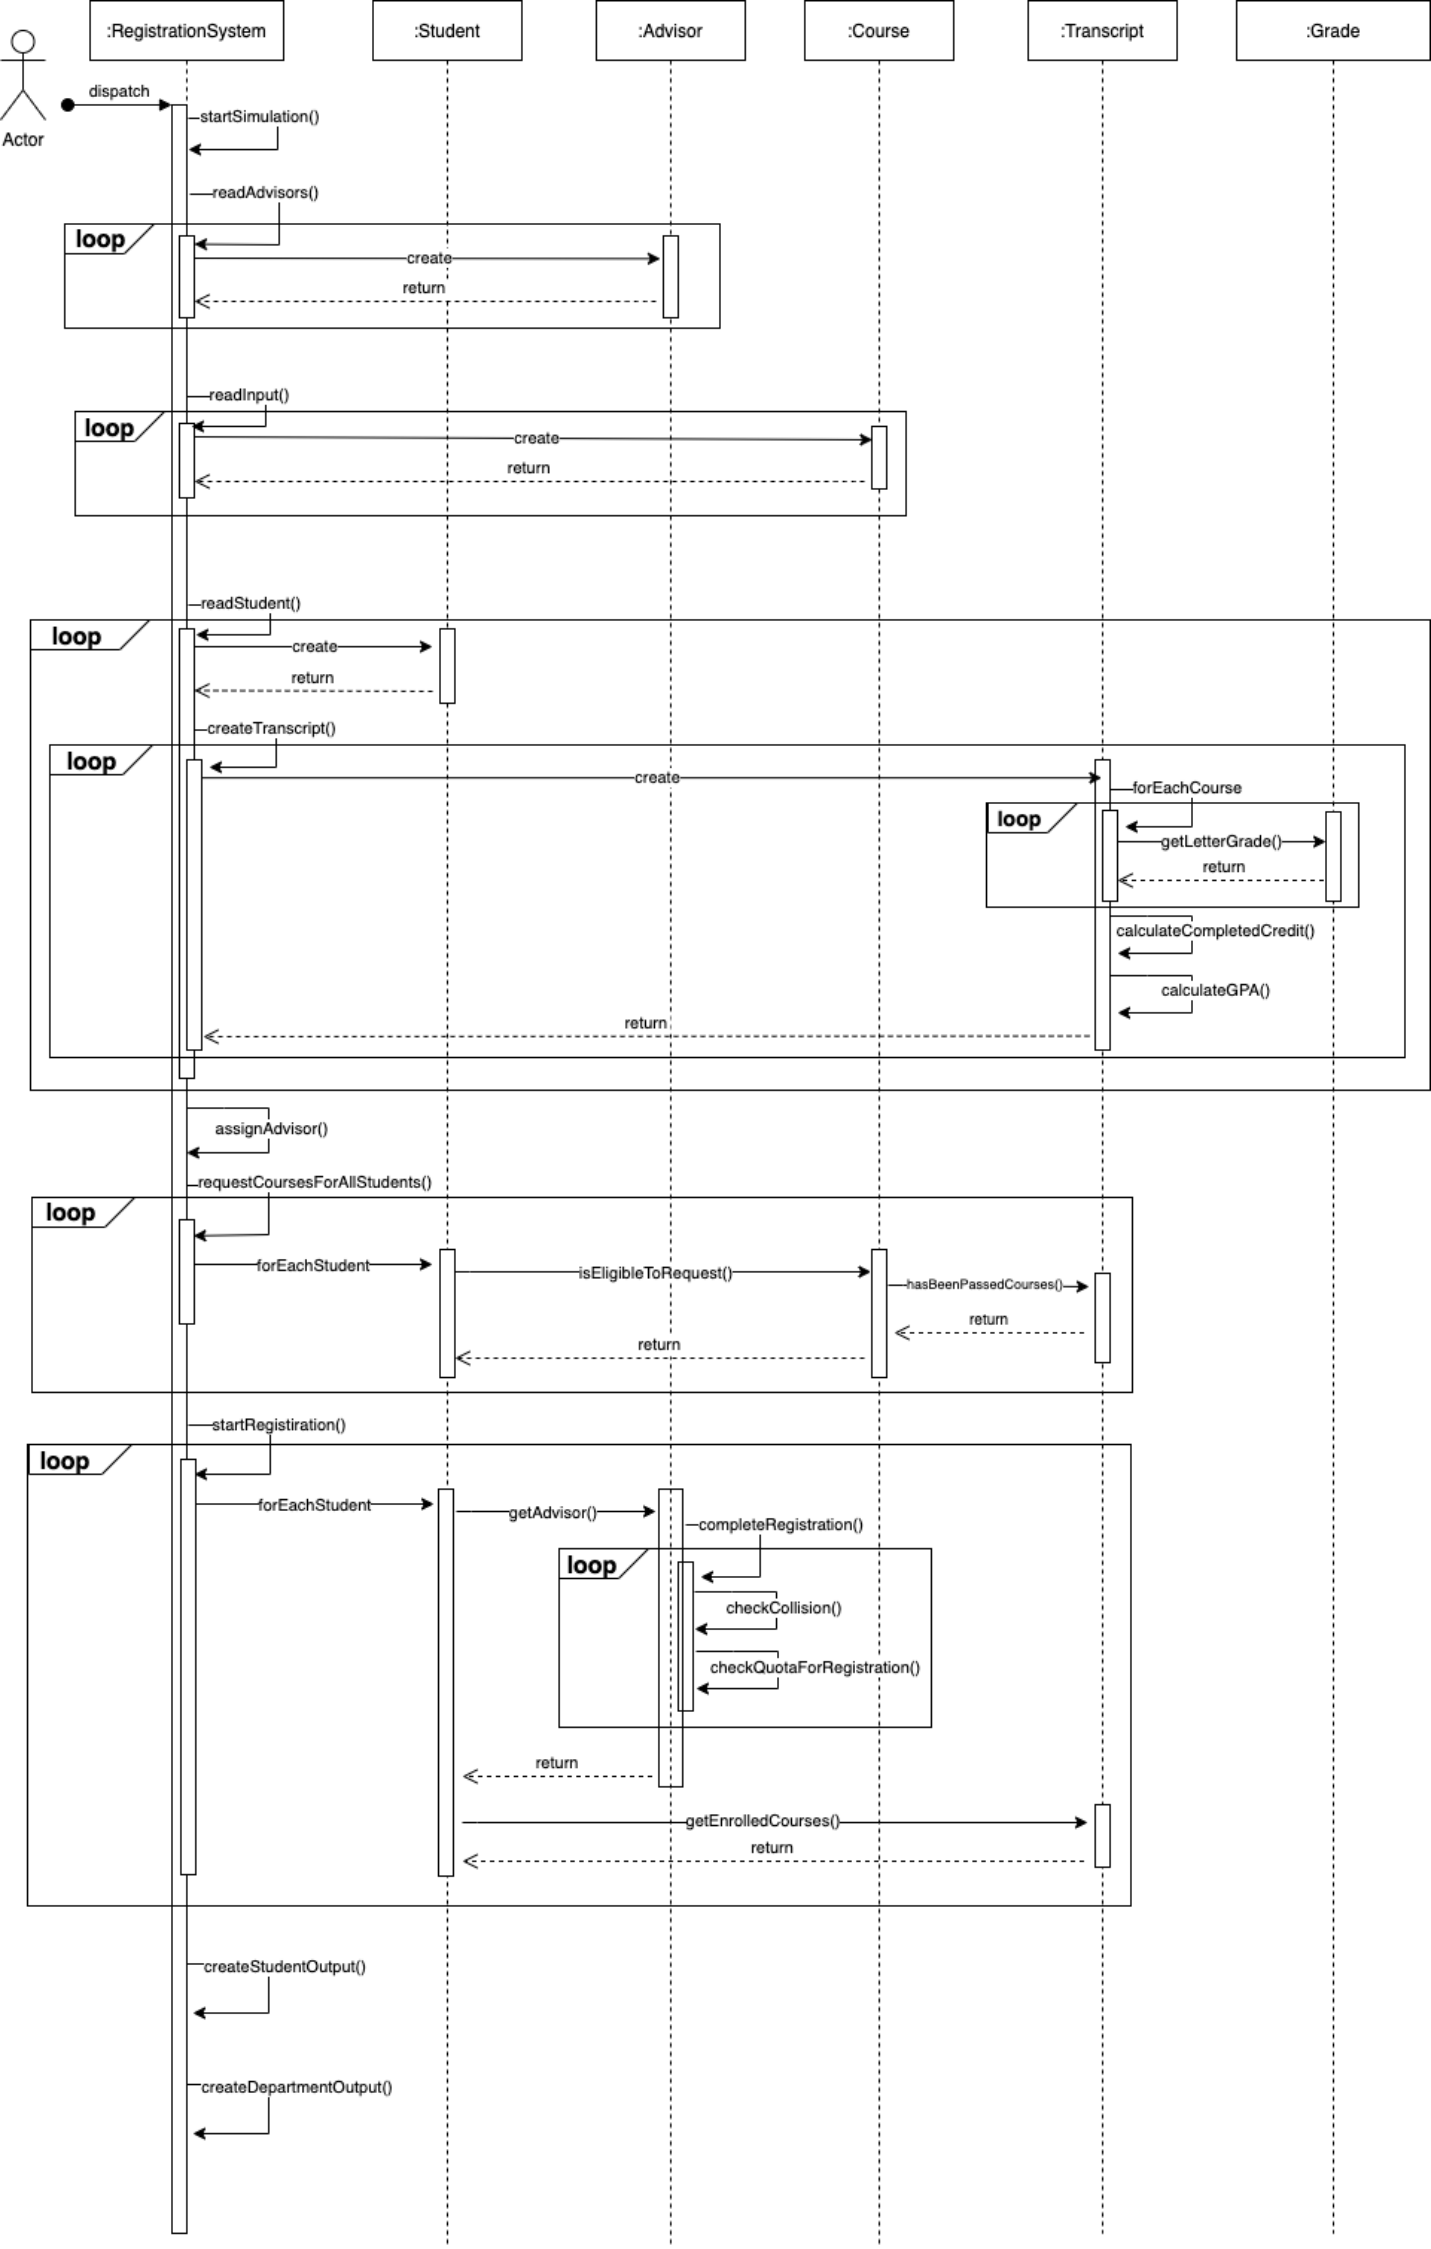 :RegistrationSystem
:Student
:Advisor
:Course
:Transcript
:Grade
Actor
dispatch
startSimulation()
readAdvisors()
loop
create
return
readInput()
loop
create
return
readStudent()
loop
create
return
createTranscript()
loop
create
forEachCourse
loop
getLetterGrade()
return
calculateCompletedCredit()
calculateGPA()
return
assignAdvisor()
requestCoursesForAllStudents()
loop
forEachStudent
isEligibleToRequest()
hasBeenPassedCourses()
return
return
startRegistiration()
loop
forEachStudent
getAdvisor()
completeRegistration()
loop
checkCollision()
checkQuotaForRegistration()
return
getEnrolledCourses()
return
createStudentOutput()
createDepartmentOutput()